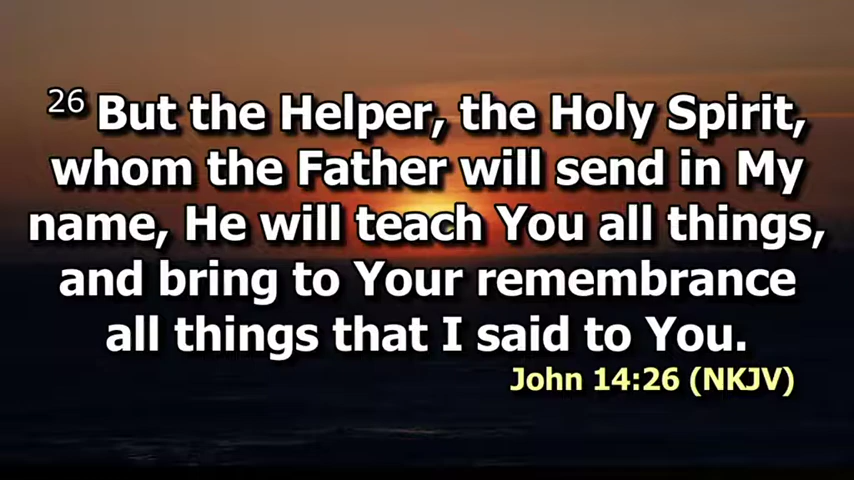 26 But the Helper, the Holy Spirit,
whom the Father will send in My
name, He will teach You all things,
and bring to Your remembrance
all things that I said to You.
John 14:26 (NKJV)